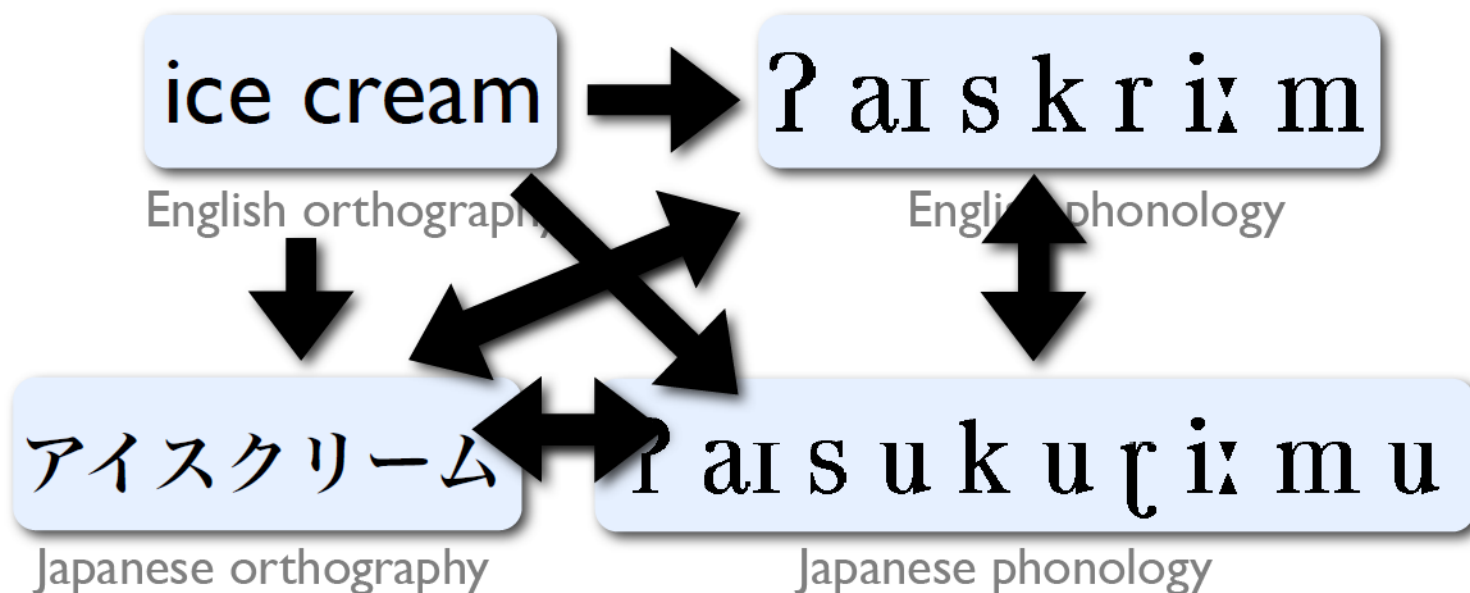 ice cream
ʔ aɪ s k r iː m
English orthography
English phonology
アイスクリーム
ʔ aɪ s u k u ɽ iː m u
Japanese orthography
Japanese phonology